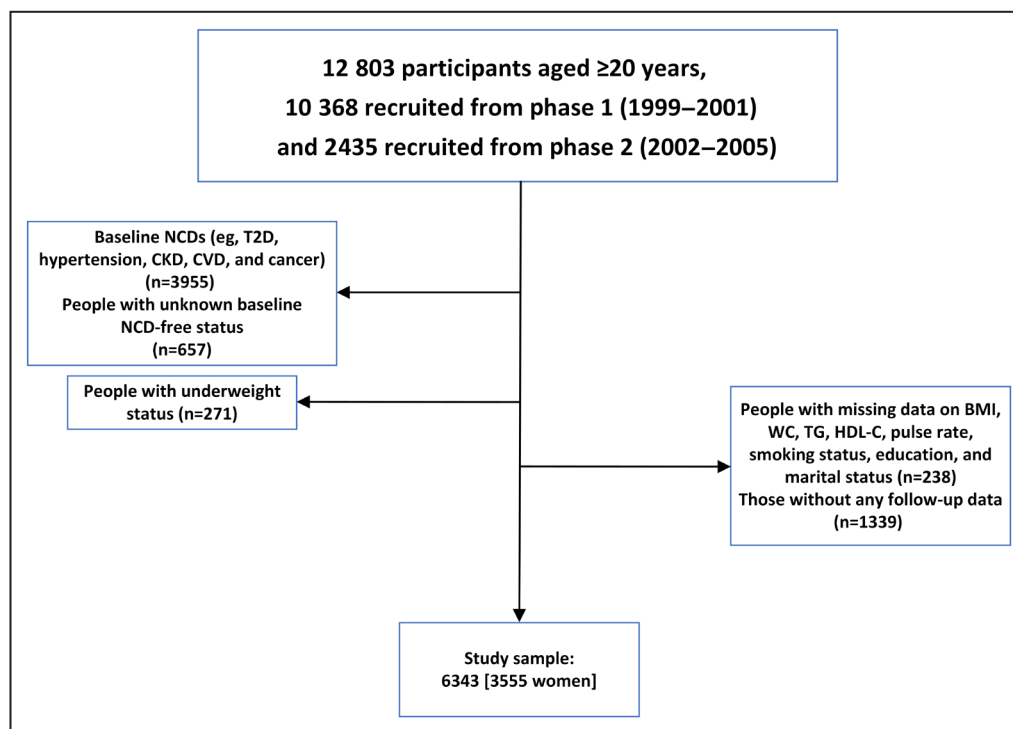 12 803 participants aged ≥20 years,
10 368 recruited from phase 1 (1999–2001)
and 2435 recruited from phase 2 (2002–2005)
Baseline NCDs (eg, T2D,
hypertension, CKD, CVD, and cancer)
(n=3955)
People with unknown baseline
NCD-free status
(n=657)
People with underweight
status (n=271)
People with missing data on BMI,
WC, TG, HDL-C, pulse rate,
smoking status, education, and
marital status (n=238)
Those without any follow-up data
(n=1339)
Study sample:
6343 [3555 women]